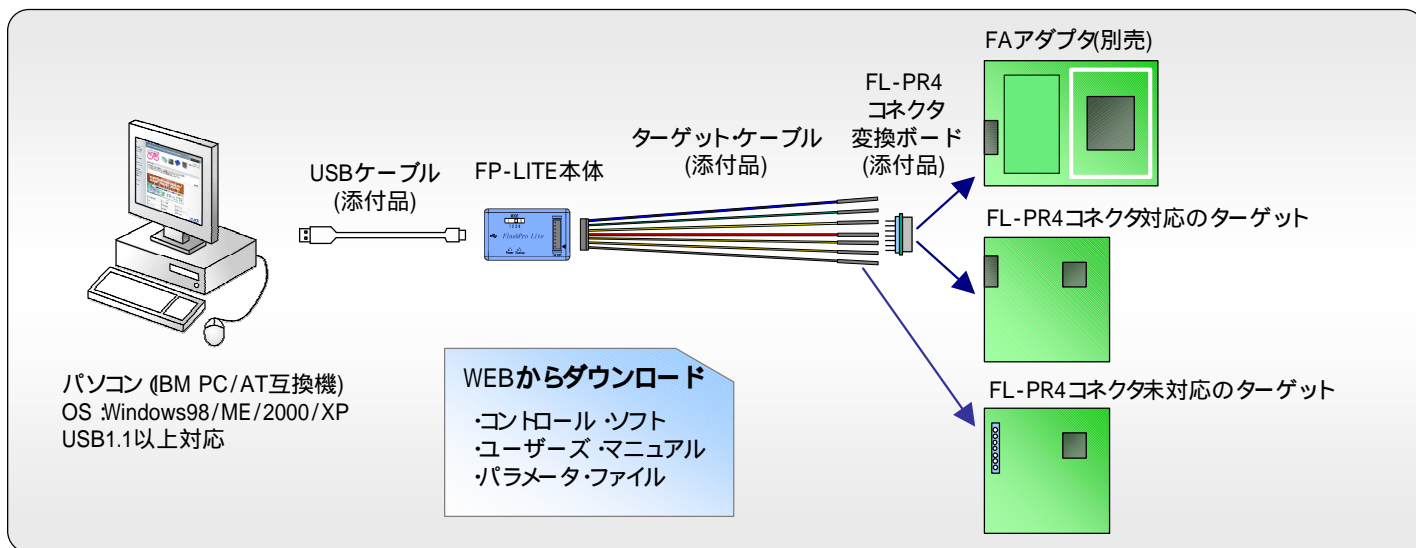 FAアダプタ(別売)
FL-PR4
コネクタ
変換ボード
(添付品)
ターゲット・ケーブル
(添付品)
USBケーブル
(添付品)
FP-LITE本体
FlashPro Lite
FL-PR4コネクタ対応のターゲット
パソコン (IBM PC/AT互換機)
OS :Windows98/ME/2000/XP
USB1.1以上対応
WEBからダウンロード
・コントロール・ソフト
・ユーザーズ・マニュアル
・パラメータ・ファイル
FL-PR4コネクタ未対応のターゲット